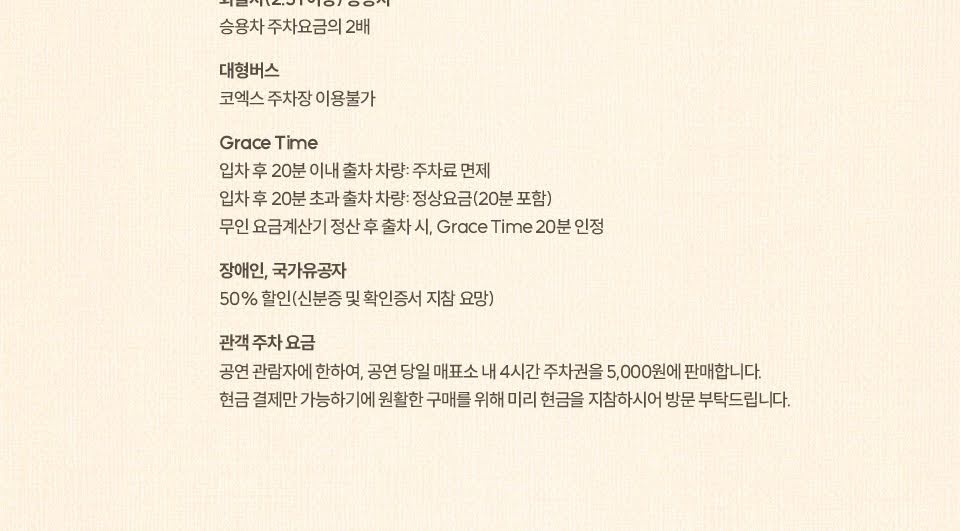 승용차 주차요금의 2배
대형버스
코엑스 주차장 이용불가
Grace Time
입차 후 20분 이내 출차 차량: 주차료 면제
입차 후 20분 초과 출차 차량: 정상요금(20분 포함)
무인 요금계산기 정산 후 출차 시, Grace Time 20분 인정
장애인, 국가유공자
50% 할인(신분증 및 확인증서 지참 요망)
관객 주차 요금
공연 관람자에 한하여, 공연 당일 매표소 내 4시간 주차권을 5,000원에 판매합니다.
현금 결제만 가능하기에 원활한 구매를 위해 미리 현금을 지참하시어 방문 부탁드립니다.